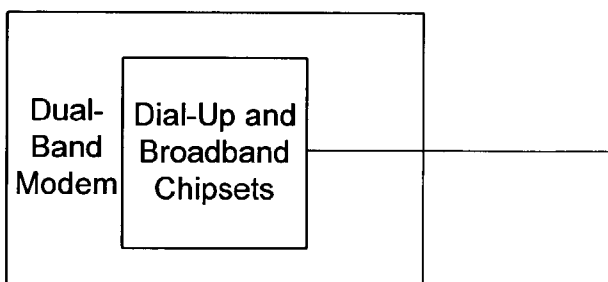 Dual-
Band
Modem
Dial-Up and
Broadband
Chipsets